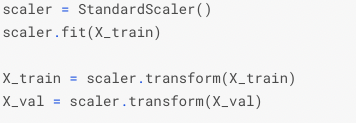 scaler = StandardScaler()
scaler.fit(X_train)
X_train = scaler.transform(X_train)
X_val = scaler.transform(X_val)